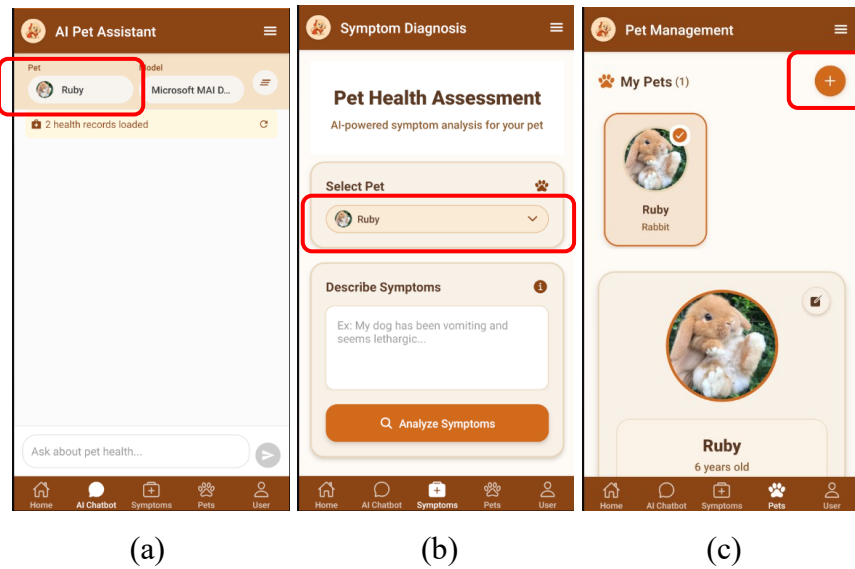 AI Pet Assistant
Pet
Model
Ruby
Microsoft MAI D...
2 health records loaded
Ask about pet health...
Home
AI Chatbot
Symptoms
Pets
User
(a)
Symptom Diagnosis
Pet Health Assessment
AI-powered symptom analysis for your pet
Select Pet
Ruby
Describe Symptoms
Ex: My dog has been vomiting and
seems lethargic...
Analyze Symptoms
Home
AI Chatbot
Symptoms
Pets
User
(b)
Pet Management
My Pets (1)
Ruby
Rabbit
Ruby
6 years old
Home
AI Chatbot
Symptoms
Pets
User
(c)